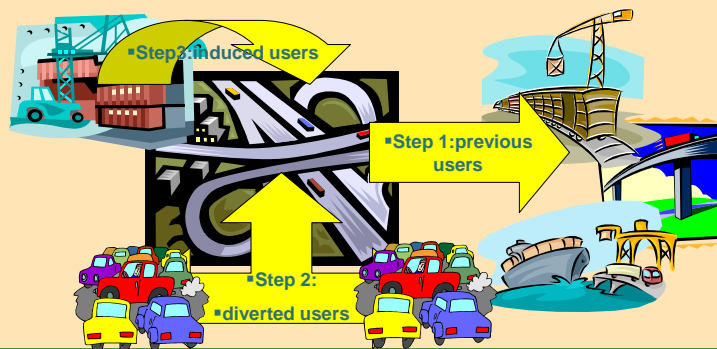 ▪Step3:induced users
▪Step 1:previous
users
▪Step 2:
▪diverted users